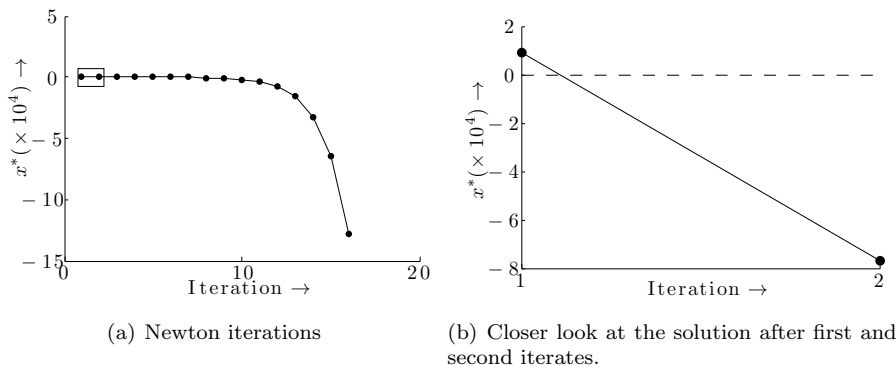 5
0
− 5
− 10
− 15
x*(× 10⁴) →
0
10
20
Iteration →
(a) Newton iterations
2
0
− 2
− 4
− 6
− 8
x*(× 10⁴) →
1
2
Iteration →
(b) Closer look at the solution after first and
second iterates.